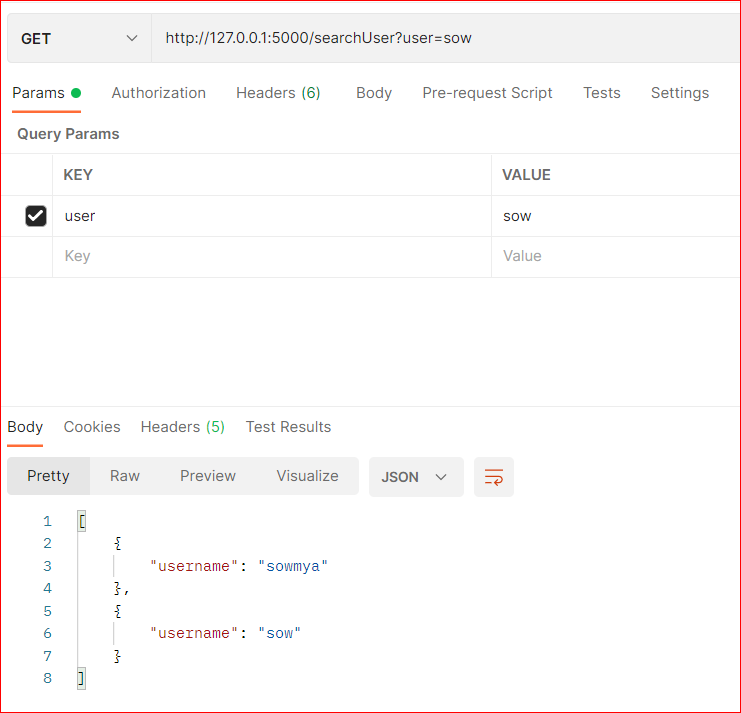 GET http://127.0.0.1:5000/searchUser?user=sow
Params Authorization Headers (6) Body Pre-request Script Tests Settings
Query Params
KEY VALUE
user sow
Key Value
Body Cookies Headers (5) Test Results
Pretty Raw Preview Visualize JSON
1 [
2 {
3 "username": "sowmya"
4 },
5 {
6 "username": "sow"
7 }
8 ]